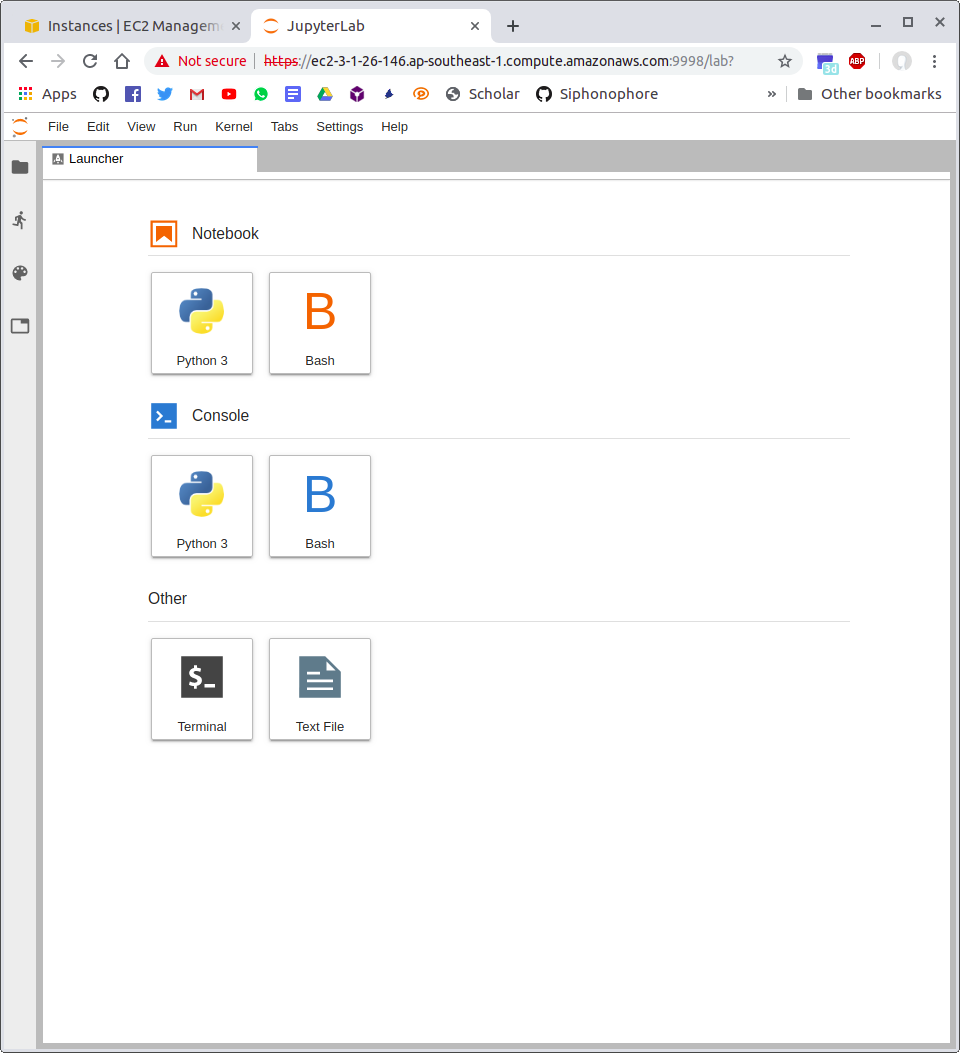 Instances | EC2 Managem
JupyterLab
Not secure https://ec2-3-1-26-146.ap-southeast-1.compute.amazonaws.com:9998/lab?
3d
ABP
Apps Scholar Siphonophore » Other bookmarks
File Edit View Run Kernel Tabs Settings Help
Launcher
Notebook
B
Python 3 Bash
Console
B
Python 3 Bash
Other
$_
Terminal Text File